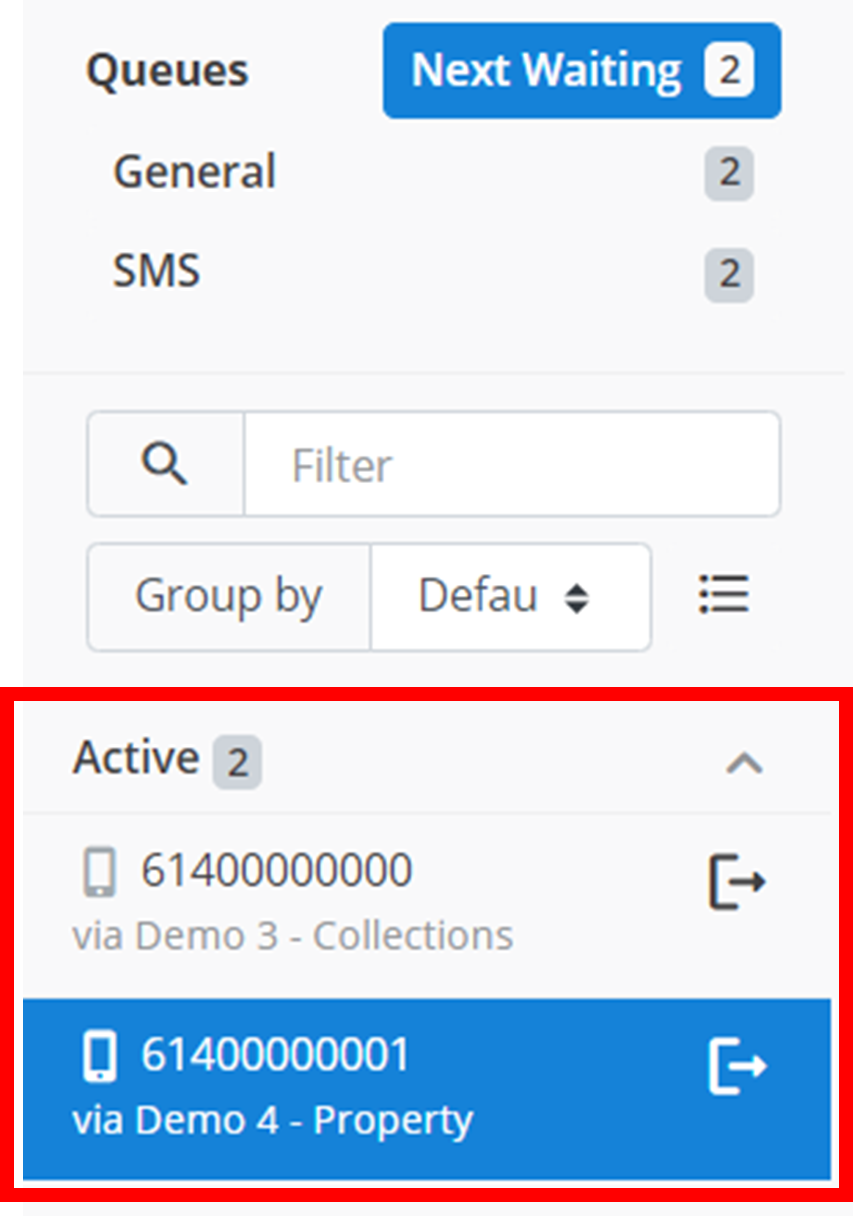 Queues Next Waiting 2
General 2
SMS 2
Filter
Group by Defau
Active 2
61400000000
via Demo 3 - Collections
61400000001
via Demo 4 - Property